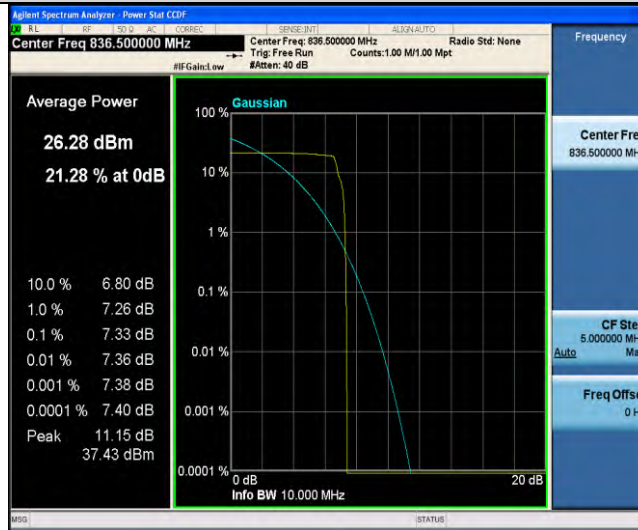 Agilent Spectrum Analyzer - Power Stat CCDF
RL RF 50 Ω AC CORREC SENSE:INT ALIGNAUTO
Center Freq 836.500000 MHz
Center Freq: 836.500000 MHz Radio Std: None
Trig: Free Run Counts:1.00 M/1.00 Mpt
#IFGain:Low #Atten: 40 dB
Frequency
Average Power
26.28 dBm
21.28 % at 0dB
10.0 % 6.80 dB
1.0 % 7.26 dB
0.1 % 7.33 dB
0.01 % 7.36 dB
0.001 % 7.38 dB
0.0001 % 7.40 dB
Peak 11.15 dB
37.43 dBm
Gaussian
100 %
10 %
1 %
0.1 %
0.01 %
0.001 %
0.0001 %
0 dB 20 dB
Info BW 10.000 MHz
Center Fre
836.500000 MH
CF Ste
5.000000 MH
Auto Ma
Freq Offse
0 H
MSG STATUS